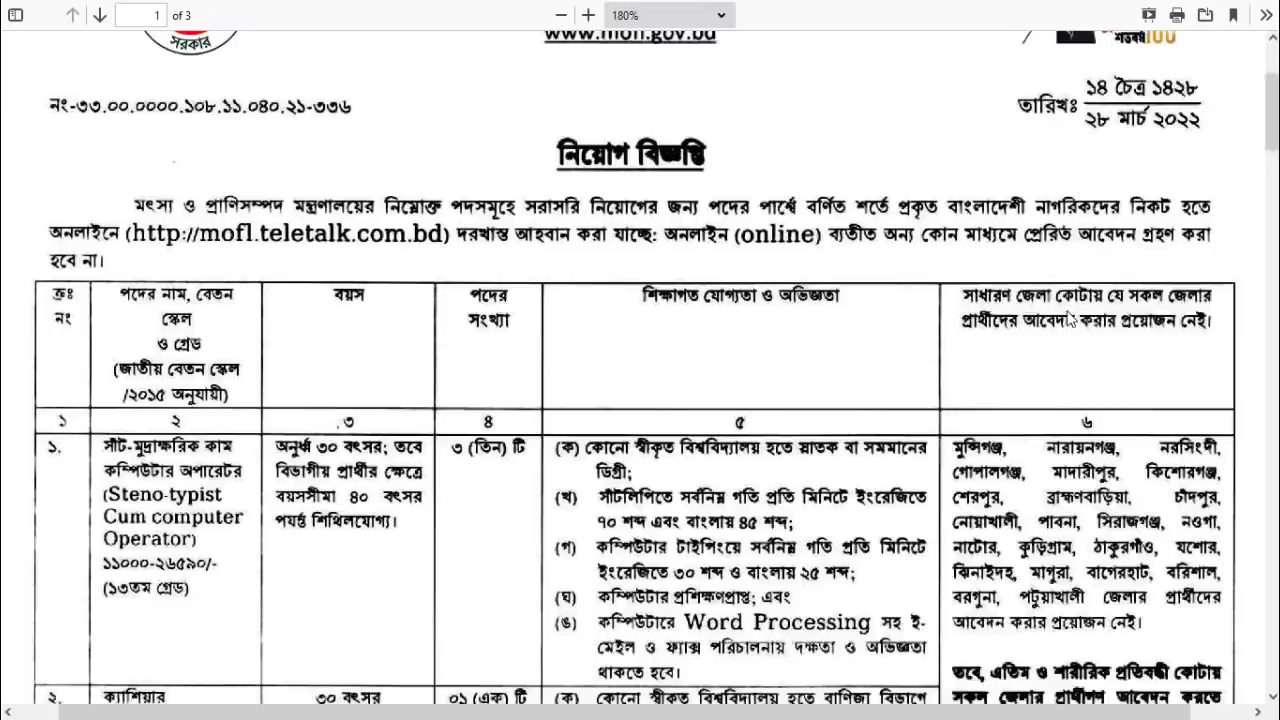 1 of 3
180%
সরকার
www.mofl.gov.bd
শতবর্ষ 100
নং-৩৩.০০.০০০০.১০৮.১১.০৪০.২১-৩৩৬
তারিখঃ ১৪ চৈত্র ১৪২৮
২৮ মার্চ ২০২২
নিয়োগ বিজ্ঞপ্তি
মৎস্য ও প্রাণিসম্পদ মন্ত্রণালয়ের নিম্নোক্ত পদসমূহে সরাসরি নিয়োগের জন্য পদের পার্শ্বে বর্ণিত শর্তে প্রকৃত বাংলাদেশী নাগরিকদের নিকট হতে
অনলাইনে (http://mofl.teletalk.com.bd) দরখাস্ত আহবান করা যাচ্ছে: অনলাইন (online) ব্যতীত অন্য কোন মাধ্যমে প্রেরিত আবেদন গ্রহণ করা
হবে না।
ক্রঃ
নং
পদের নাম, বেতন
স্কেল
ও গ্রেড
(জাতীয় বেতন স্কেল
/২০১৫ অনুযায়ী)
বয়স
পদের
সংখ্যা
শিক্ষাগত যোগ্যতা ও অভিজ্ঞতা
সাধারণ জেলা কোটায় যে সকল জেলার
প্রার্থীদের আবেদন করার প্রয়োজন নেই।
১ ২ .৩ ৪ ৫ ৬
১.
সাঁট-মুদ্রাক্ষরিক কাম
কম্পিউটার অপারেটর
(Steno-typist
Cum computer
Operator)
১১০০০-২৬৫৯০/-
(১৩তম গ্রেড)
অনুর্ধ্ব ৩০ বৎসর; তবে
বিভাগীয় প্রার্থীর ক্ষেত্রে
বয়সসীমা ৪০ বৎসর
পর্যন্ত শিথিলযোগ্য।
৩ (তিন) টি
(ক) কোনো স্বীকৃত বিশ্ববিদ্যালয় হতে স্নাতক বা সমমানের
ডিগ্রী;
(খ) সাঁটলিপিতে সর্বনিম্ন গতি প্রতি মিনিটে ইংরেজিতে
৭০ শব্দ এবং বাংলায় ৪৫ শব্দ;
(গ) কম্পিউটার টাইপিংয়ে সর্বনিম্ন গতি প্রতি মিনিটে
ইংরেজিতে ৩০ শব্দ ও বাংলায় ২৫ শব্দ;
(ঘ) কম্পিউটার প্রশিক্ষণপ্রাপ্ত; এবং
(ঙ) কম্পিউটারে Word Processing সহ ই-
মেইল ও ফ্যাক্স পরিচালনায় দক্ষতা ও অভিজ্ঞতা
থাকতে হবে।
মুন্সিগঞ্জ, নারায়নগঞ্জ, নরসিংদী,
গোপালগঞ্জ, মাদারীপুর, কিশোরগঞ্জ,
শেরপুর, ব্রাহ্মণবাড়িয়া, চাঁদপুর,
নোয়াখালী, পাবনা, সিরাজগঞ্জ, নওগা,
নাটোর, কুড়িগ্রাম, ঠাকুরগাঁও, যশোর,
ঝিনাইদহ, মাগুরা, বাগেরহাট, বরিশাল,
বরগুনা, পটুয়াখালী জেলার প্রার্থীদের
আবেদন করার প্রয়োজন নেই।
তবে, এতিম ও শারীরিক প্রতিবন্ধী কোটায়
সকল জেলার প্রার্থীগণ আবেদন করতে
২.
ক্যাশিয়ার
৩০ বৎসর
০১ (এক) টি
(ক) কোনো স্বীকৃত বিশ্ববিদ্যালয় হতে বাণিজ্য বিভাগে